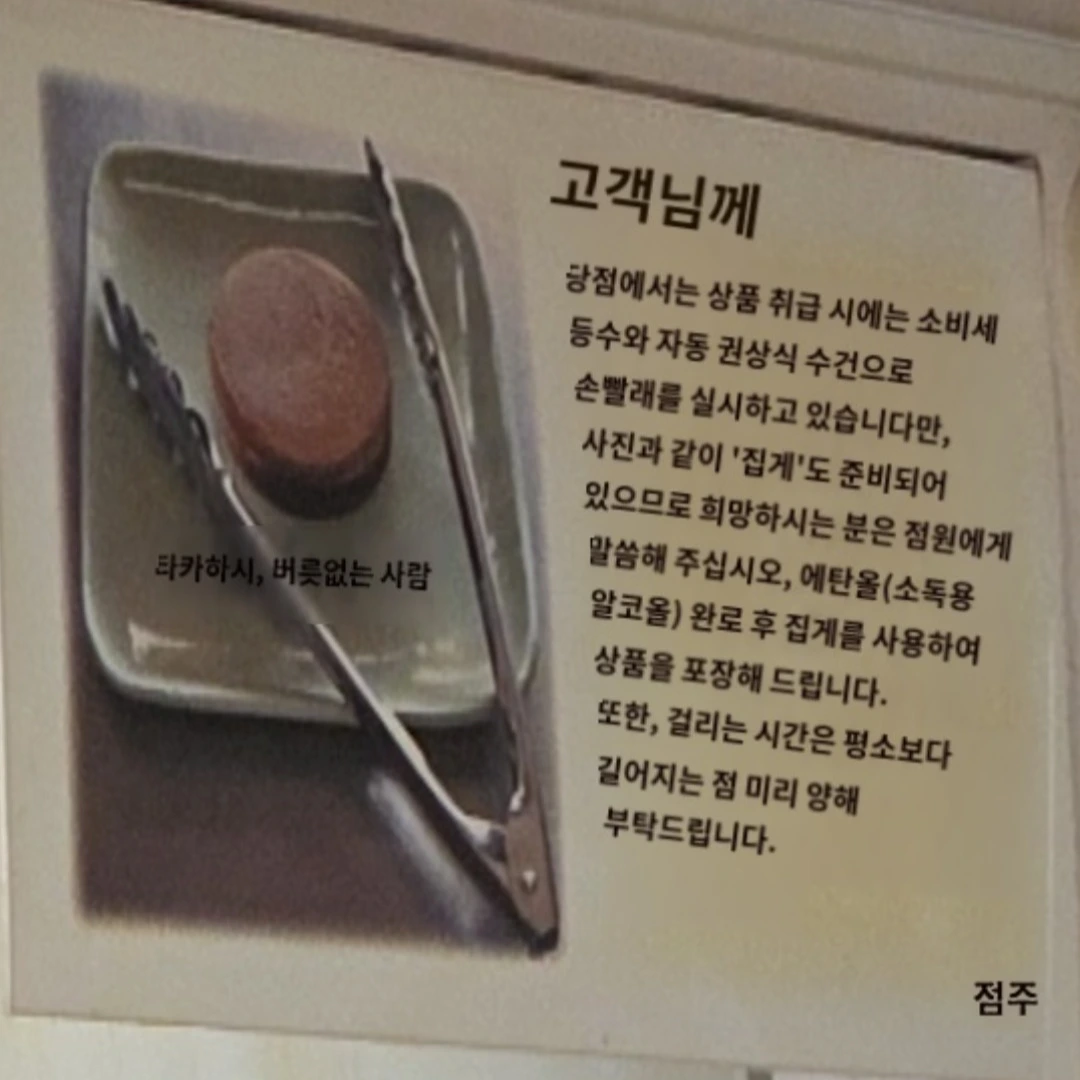 고객님께
당점에서는 상품 취급 시에는 소비세
등수와 자동 권상식 수건으로
손빨래를 실시하고 있습니다만,
사진과 같이 '집게'도 준비되어
있으므로 희망하시는 분은 점원에게
말씀해 주십시오, 에탄올(소독용
알코올) 완로 후 집게를 사용하여
상품을 포장해 드립니다.
또한, 걸리는 시간은 평소보다
길어지는 점 미리 양해
부탁드립니다.
타카하시, 버릇없는 사람
점주